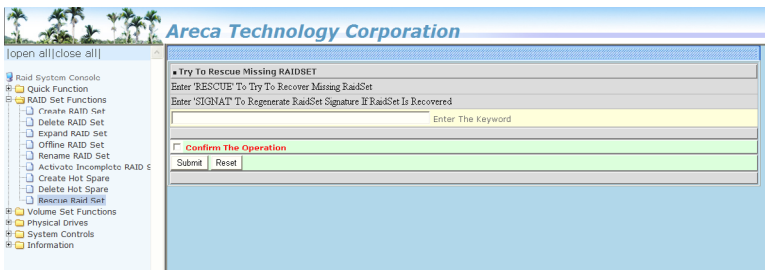 Areca Technology Corporation
|open all|close all|
Raid System Console
Quick Function
RAID Set Functions
Create RAID Set
Delete RAID Set
Expand RAID Set
Offline RAID Set
Rename RAID Set
Activate Incomplete RAID S
Create Hot Spare
Delete Hot Spare
Rescue Raid Set
Volume Set Functions
Physical Drives
System Controls
Information
▪Try To Rescue Missing RAIDSET
Enter 'RESCUE' To Try To Recover Missing RaidSet
Enter 'SIGNAT' To Regenerate RaidSet Signature If RaidSet Is Recovered
Enter The Keyword
Confirm The Operation
Submit Reset